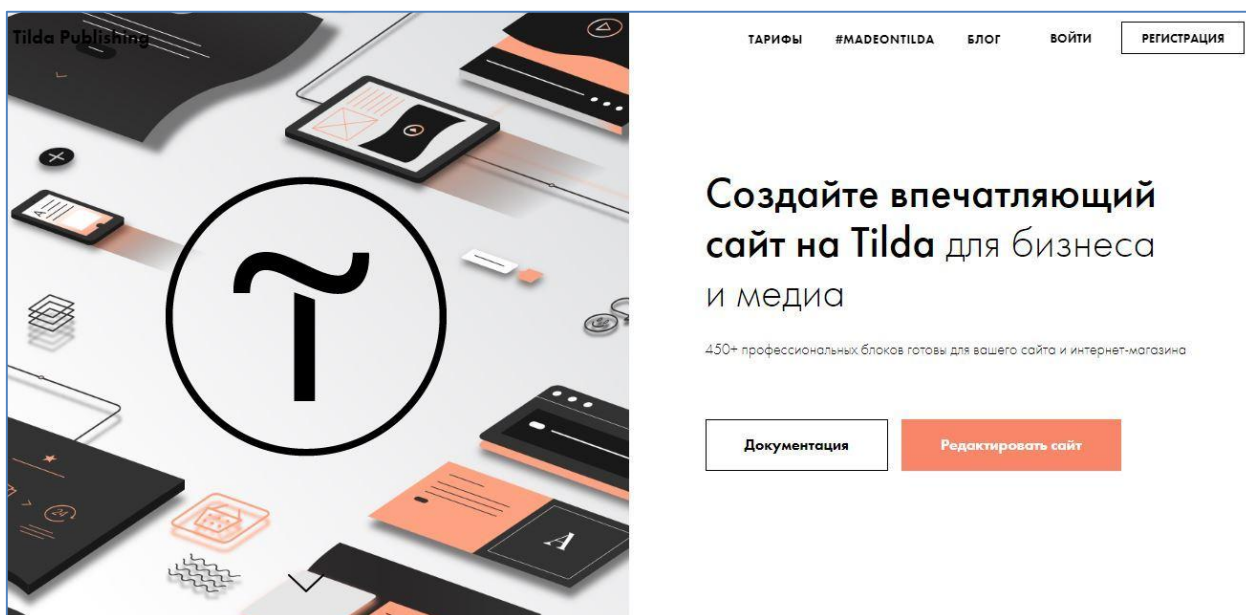 Tilda Publishing
ТАРИФЫ #MADEONTILDA БЛОГ ВОЙТИ РЕГИСТРАЦИЯ
Создайте впечатляющий
сайт на Tilda для бизнеса
и медиа
450+ профессиональных блоков готовы для вашего сайта и интернет-магазина
Документация Редактировать сайт
A
24
A